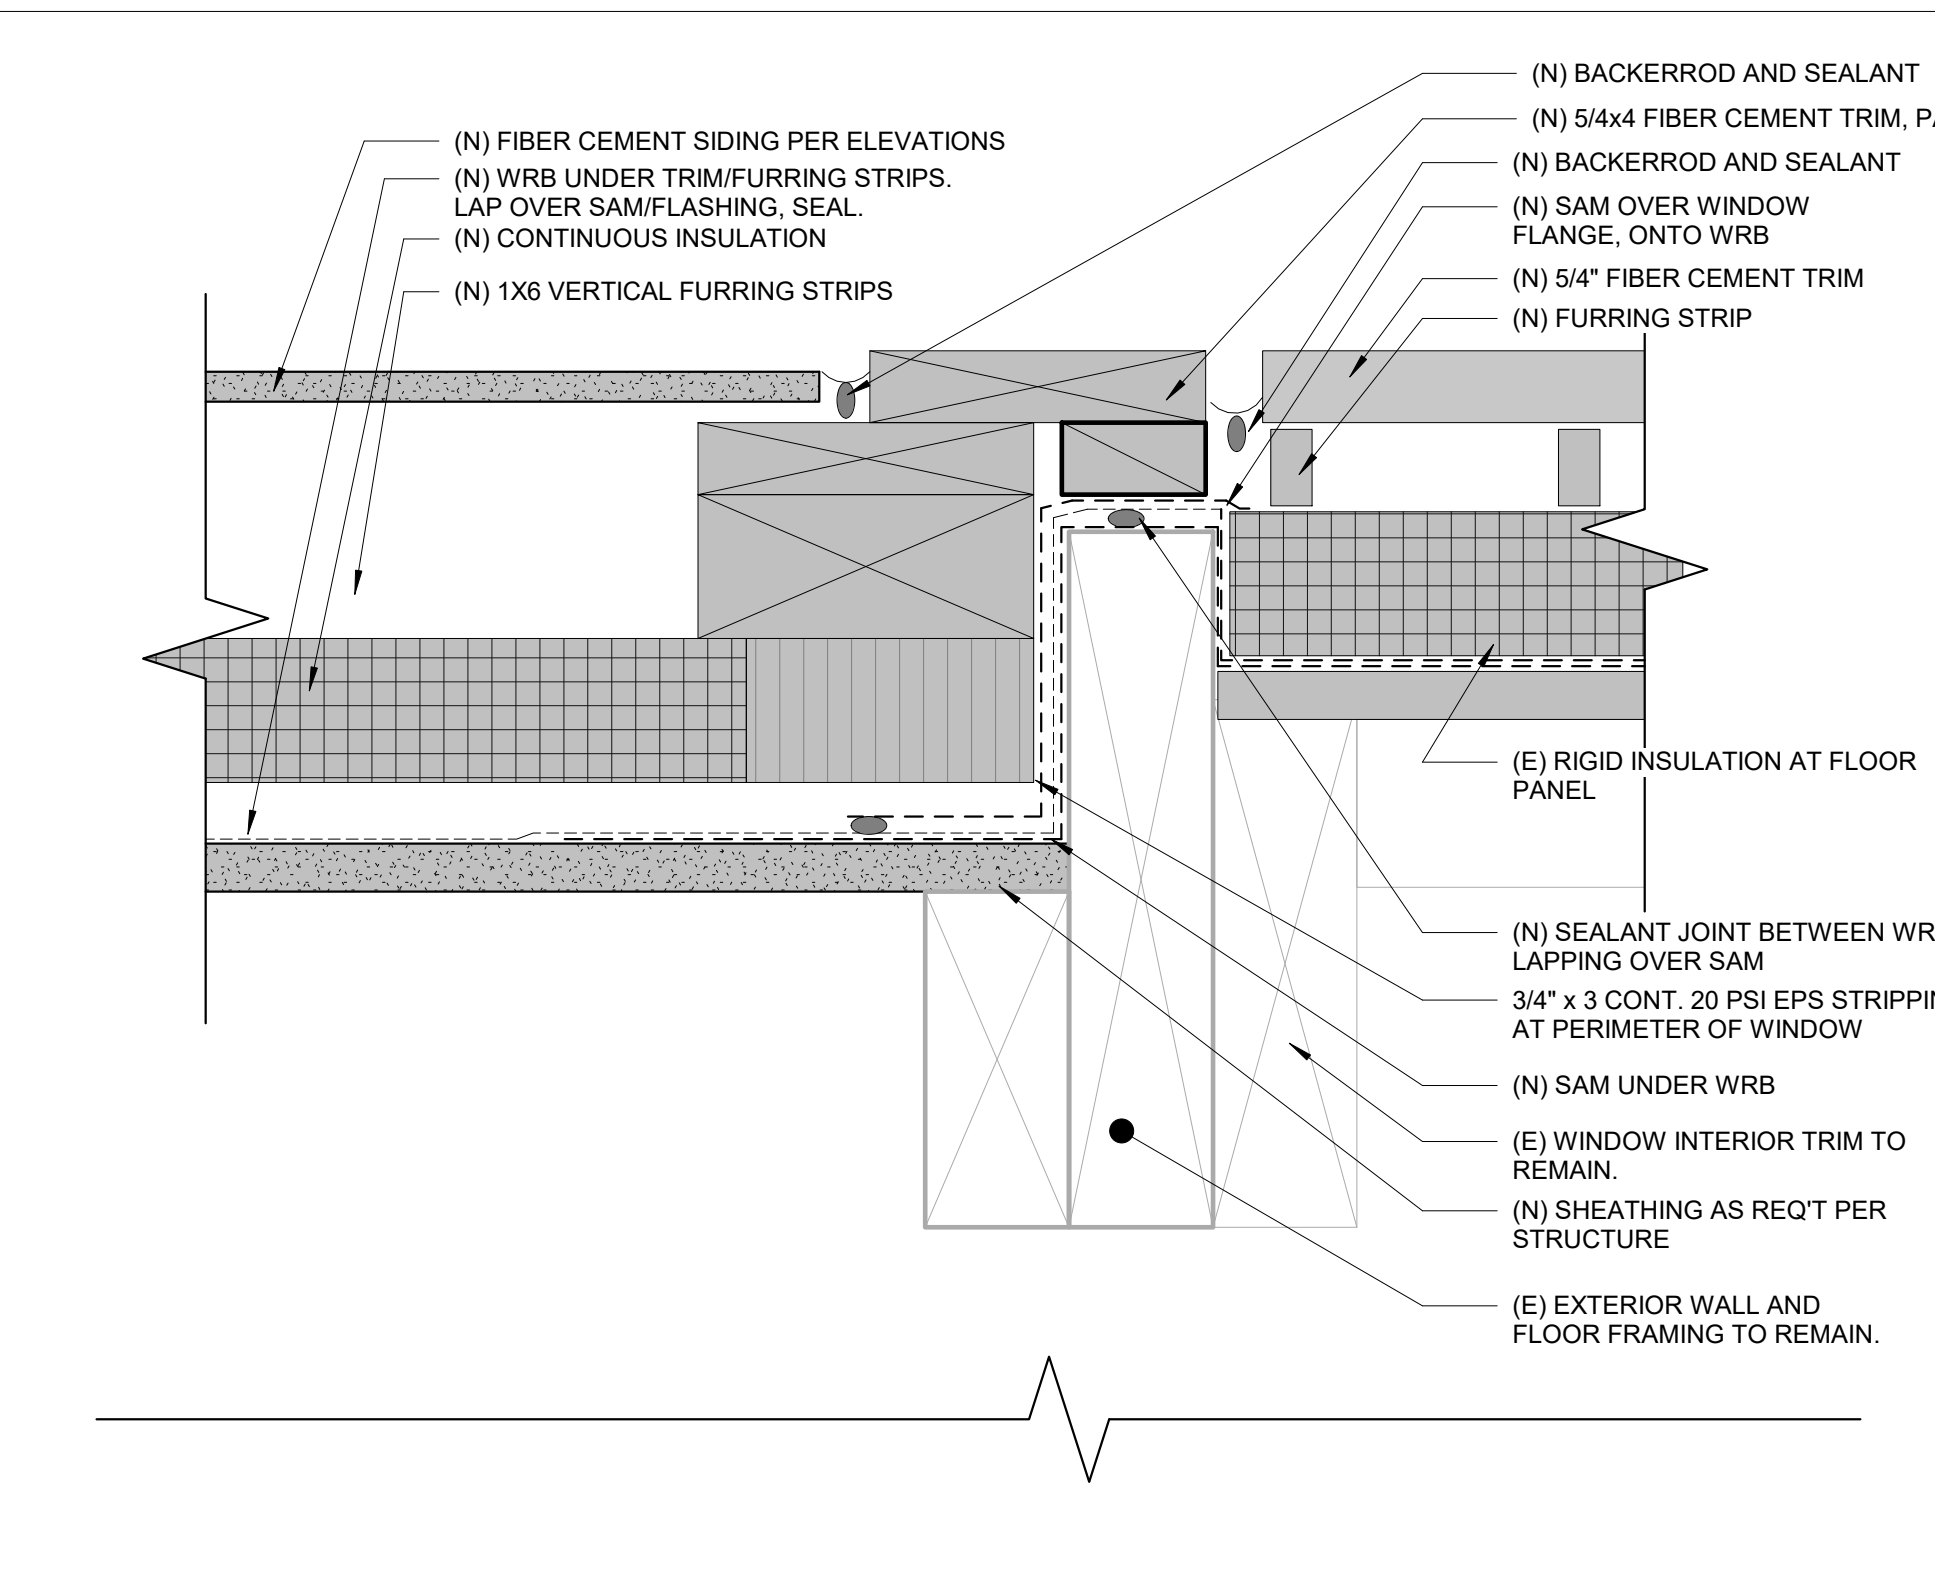 (N) FIBER CEMENT SIDING PER ELEVATIONS
(N) WRB UNDER TRIM/FURRING STRIPS.
LAP OVER SAM/FLASHING, SEAL.
(N) CONTINUOUS INSULATION
(N) 1X6 VERTICAL FURRING STRIPS
(N) BACKERROD AND SEALANT
(N) 5/4x4 FIBER CEMENT TRIM,
(N) BACKERROD AND SEALANT
(N) SAM OVER WINDOW
FLANGE, ONTO WRB
(N) 5/4" FIBER CEMENT TRIM
(N) FURRING STRIP
(E) RIGID INSULATION AT FLOOR
PANEL
(N) SEALANT JOINT BETWEEN
LAPPING OVER SAM
3/4" x 3 CONT. 20 PSI EPS
AT PERIMETER OF WINDOW
(N) SAM UNDER WRB
(E) WINDOW INTERIOR TRIM TO
REMAIN.
(N) SHEATHING AS REQ'T PER
STRUCTURE
(E) EXTERIOR WALL AND
FLOOR FRAMING TO REMAIN.